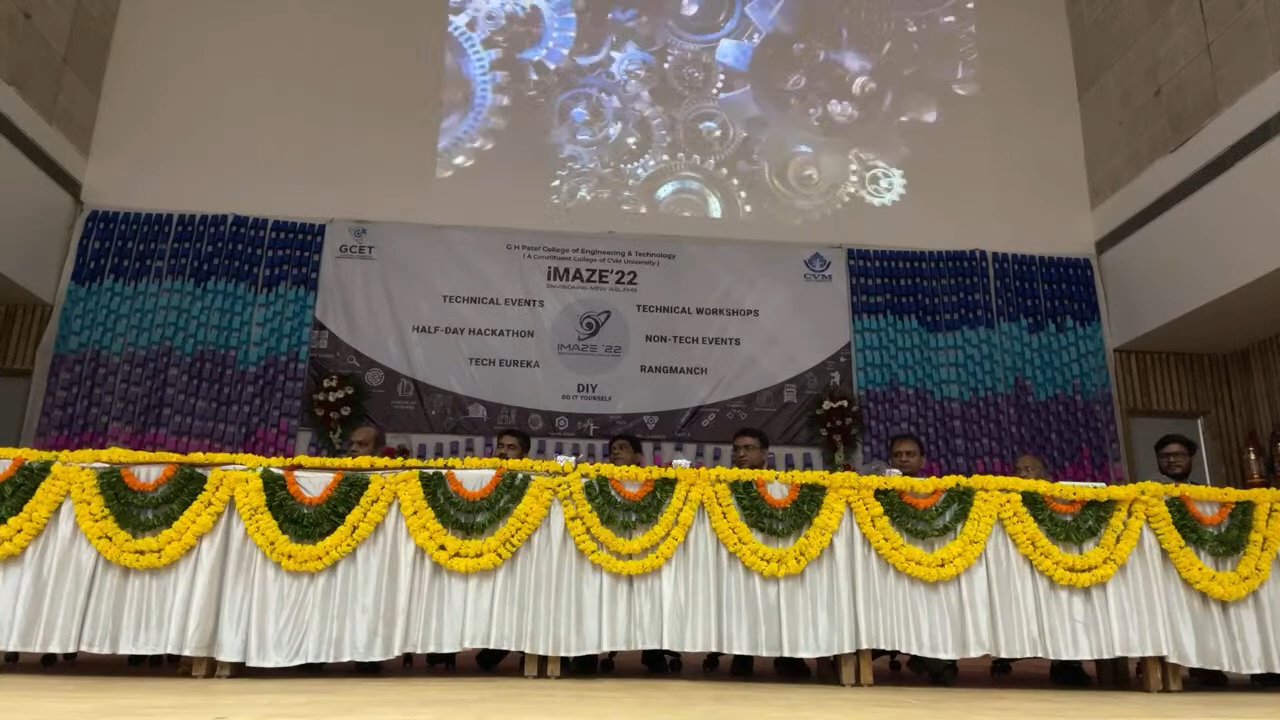 GCET
G H Patel College of Engineering & Technology
( A Constituent College of CVM University )
iMAZE'22
CVM
TECHNICAL EVENTS
TECHNICAL WORKSHOPS
HALF-DAY HACKATHON
NON-TECH EVENTS
IMAZE '22
TECH EUREKA
RANGMANCH
DIY
DO IT YOURSELF